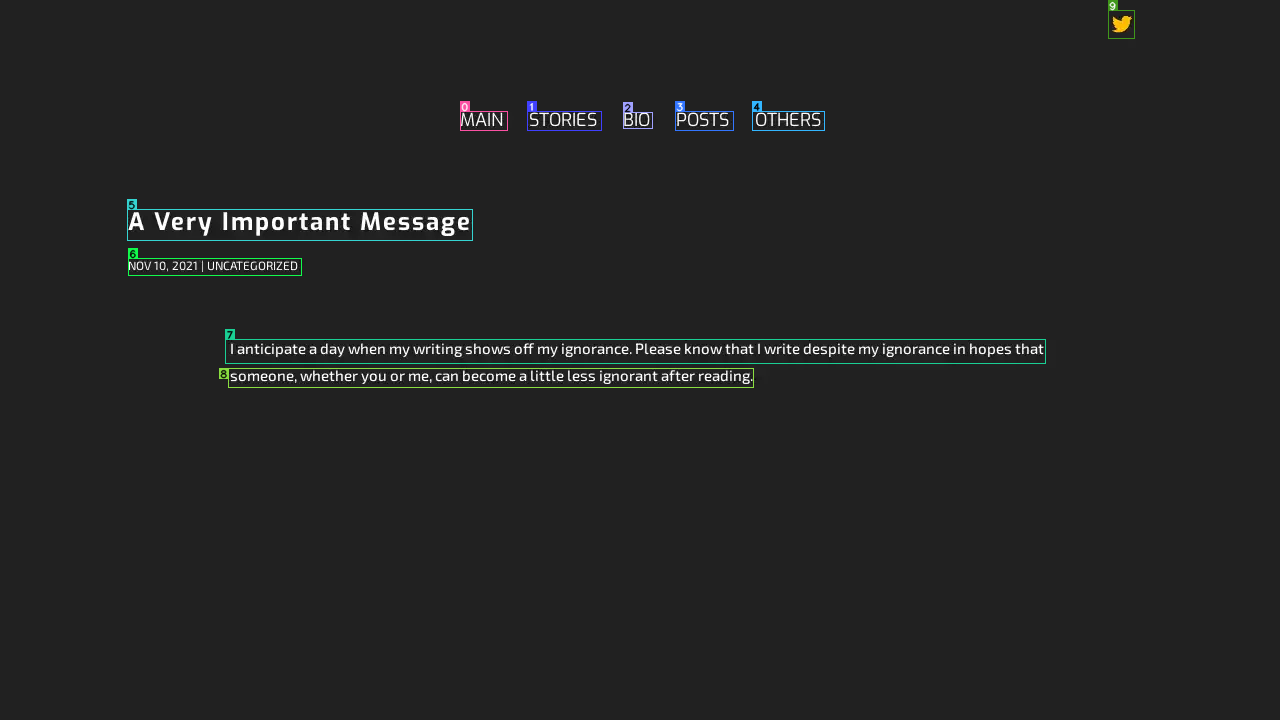 MAIN STORIES BIO POSTS OTHERS
A Very Important Message
NOV 10, 2021 | UNCATEGORIZED
I anticipate a day when my writing shows off my ignorance. Please know that I write despite my ignorance in hopes that
someone, whether you or me, can become a little less ignorant after reading.